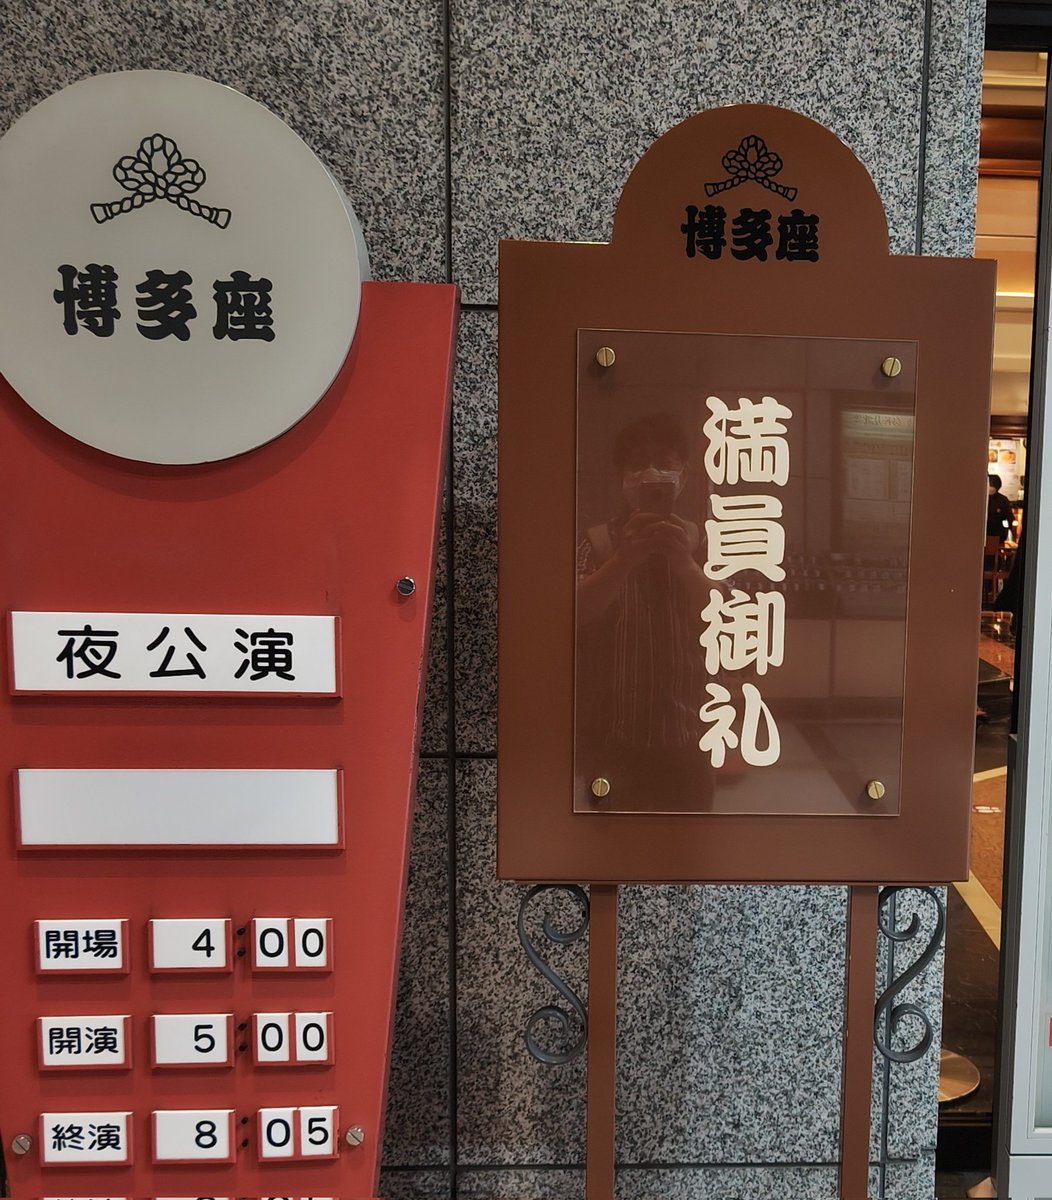 博多座
夜公演
開場 4:00
開演 5:00
終演 8:05
博多座
満員御礼